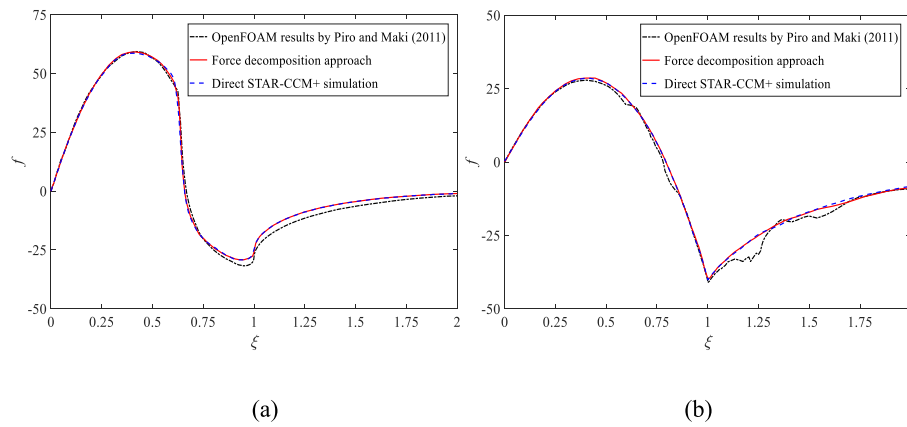 75
50
25
0
-25
-50
f
0
0.25
0.5
0.75
1
1.25
1.5
1.75
2
ξ
OpenFOAM results by Piro and Maki (2011)
Force decomposition approach
Direct STAR-CCM+ simulation
(a)
50
25
0
-25
-50
f
0
0.25
0.5
0.75
1
1.25
1.5
1.75
ξ
OpenFOAM results by Piro and Maki (2011)
Force decomposition approach
Direct STAR-CCM+ simulation
(b)